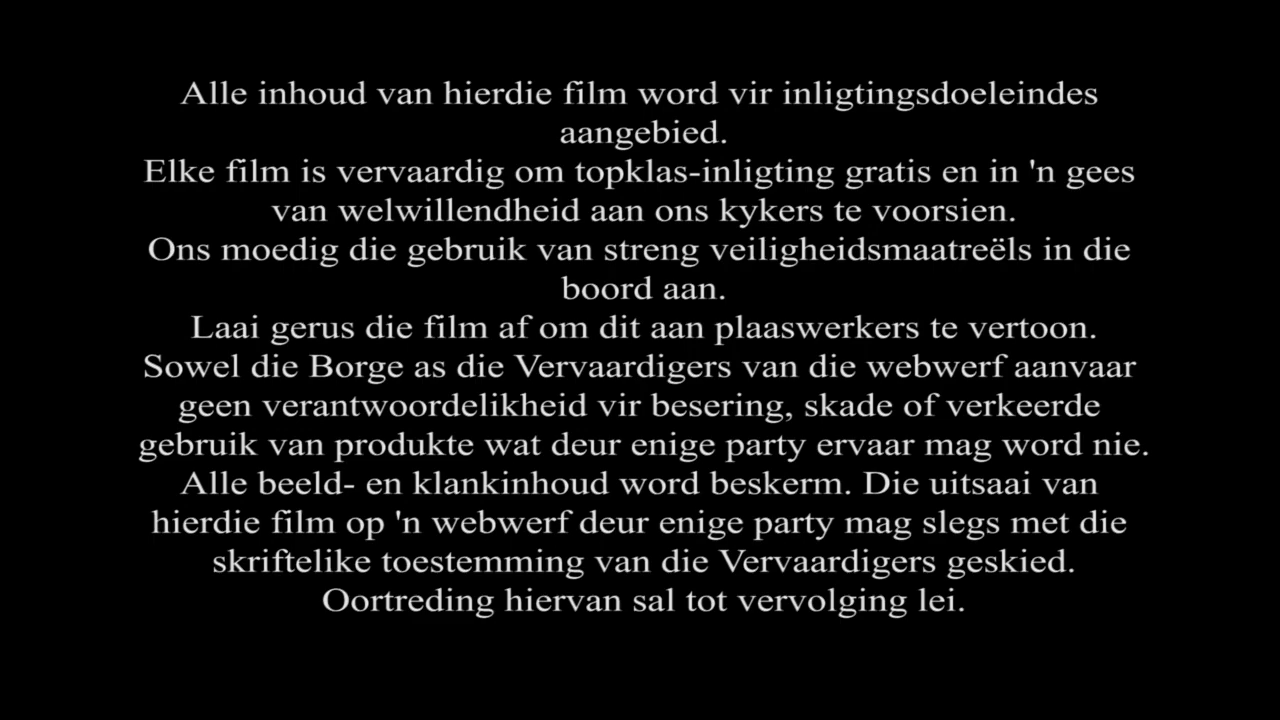 Alle inhoud van hierdie film word vir inligtingsdoeleindes
aangebied.
Elke film is vervaardig om topklas-inligting gratis en in 'n gees
van welwillendheid aan ons kykers te voorsien.
Ons moedig die gebruik van streng veiligheidsmaatreëls in die
boord aan.
Laai gerus die film af om dit aan plaaswerkers te vertoon.
Sowel die Borge as die Vervaardigers van die webwerf aanvaar
geen verantwoordelikheid vir besering, skade of verkeerde
gebruik van produkte wat deur enige party ervaar mag word nie.
Alle beeld- en klankinhoud word beskerm. Die uitsaai van
hierdie film op 'n webwerf deur enige party mag slegs met die
skriftelike toestemming van die Vervaardigers geskied.
Oortreding hiervan sal tot vervolging lei.